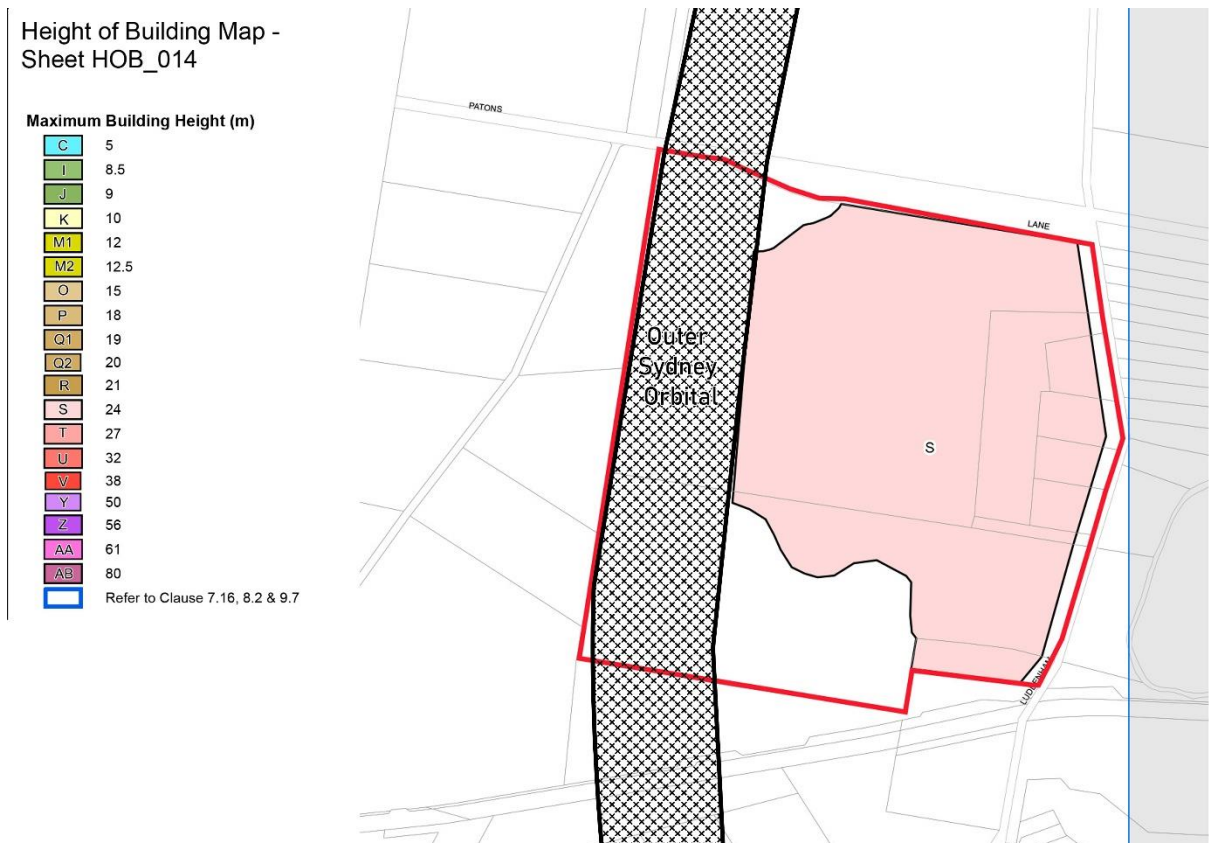 Height of Building Map -
Sheet HOB_014
Maximum Building Height (m)
C 5
I 8.5
J 9
K 10
M1 12
M2 12.5
O 15
P 18
Q1 19
Q2 20
R 21
S 24
T 27
U 32
V 38
Y 50
Z 56
AA 61
AB 80
Refer to Clause 7.16, 8.2 & 9.7
PATONS
LANE
Outer
Sydney
Orbital
S
LUDDENHAM